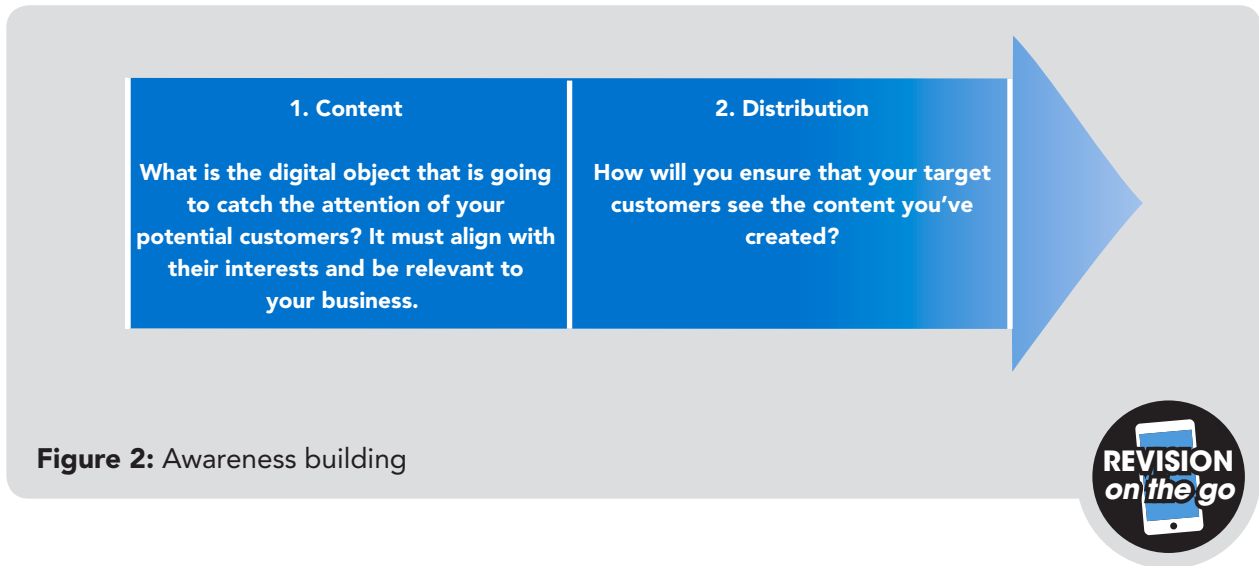 1. Content
What is the digital object that is going
to catch the attention of your
potential customers? It must align with
their interests and be relevant to
your business.
2. Distribution
How will you ensure that your target
customers see the content you've
created?
Figure 2: Awareness building
REVISION
on the go